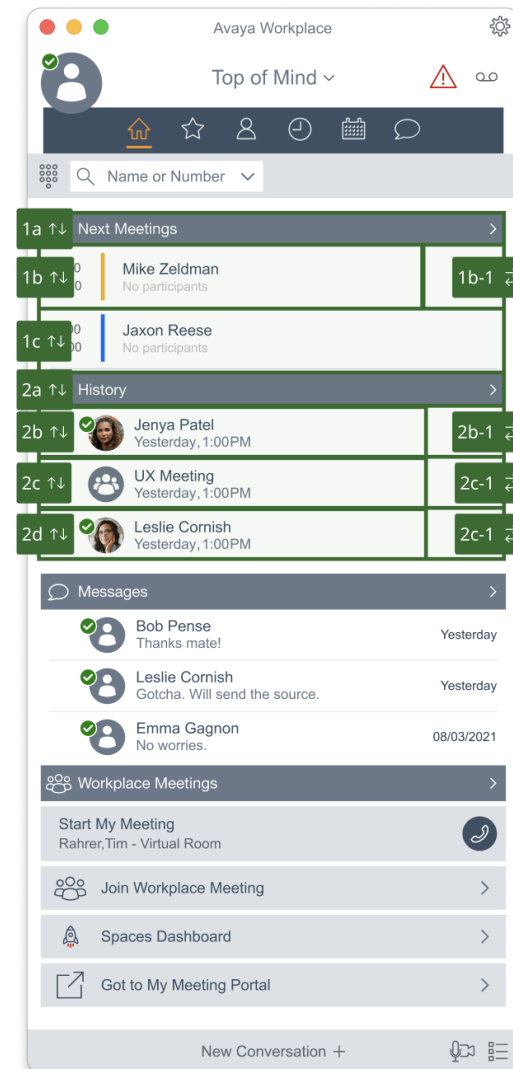 Avaya Workplace
Top of Mind
Name or Number
1a ↑↓ Next Meetings
1b ↑↓ 0 Mike Zeldman 1b-1
0 No participants
1c ↑↓ 00 Jaxon Reese
00 No participants
2a ↑↓ History
2b ↑↓ Jenya Patel 2b-1
Yesterday, 1:00PM
2c ↑↓ UX Meeting 2c-1
Yesterday, 1:00PM
2d ↑↓ Leslie Cornish 2c-1
Yesterday, 1:00PM
Messages
Bob Pense Yesterday
Thanks mate!
Leslie Cornish Yesterday
Gotcha. Will send the source.
Emma Gagnon 08/03/2021
No worries.
Workplace Meetings
Start My Meeting
Rahrer,Tim - Virtual Room
Join Workplace Meeting
Spaces Dashboard
Got to My Meeting Portal
New Conversation +